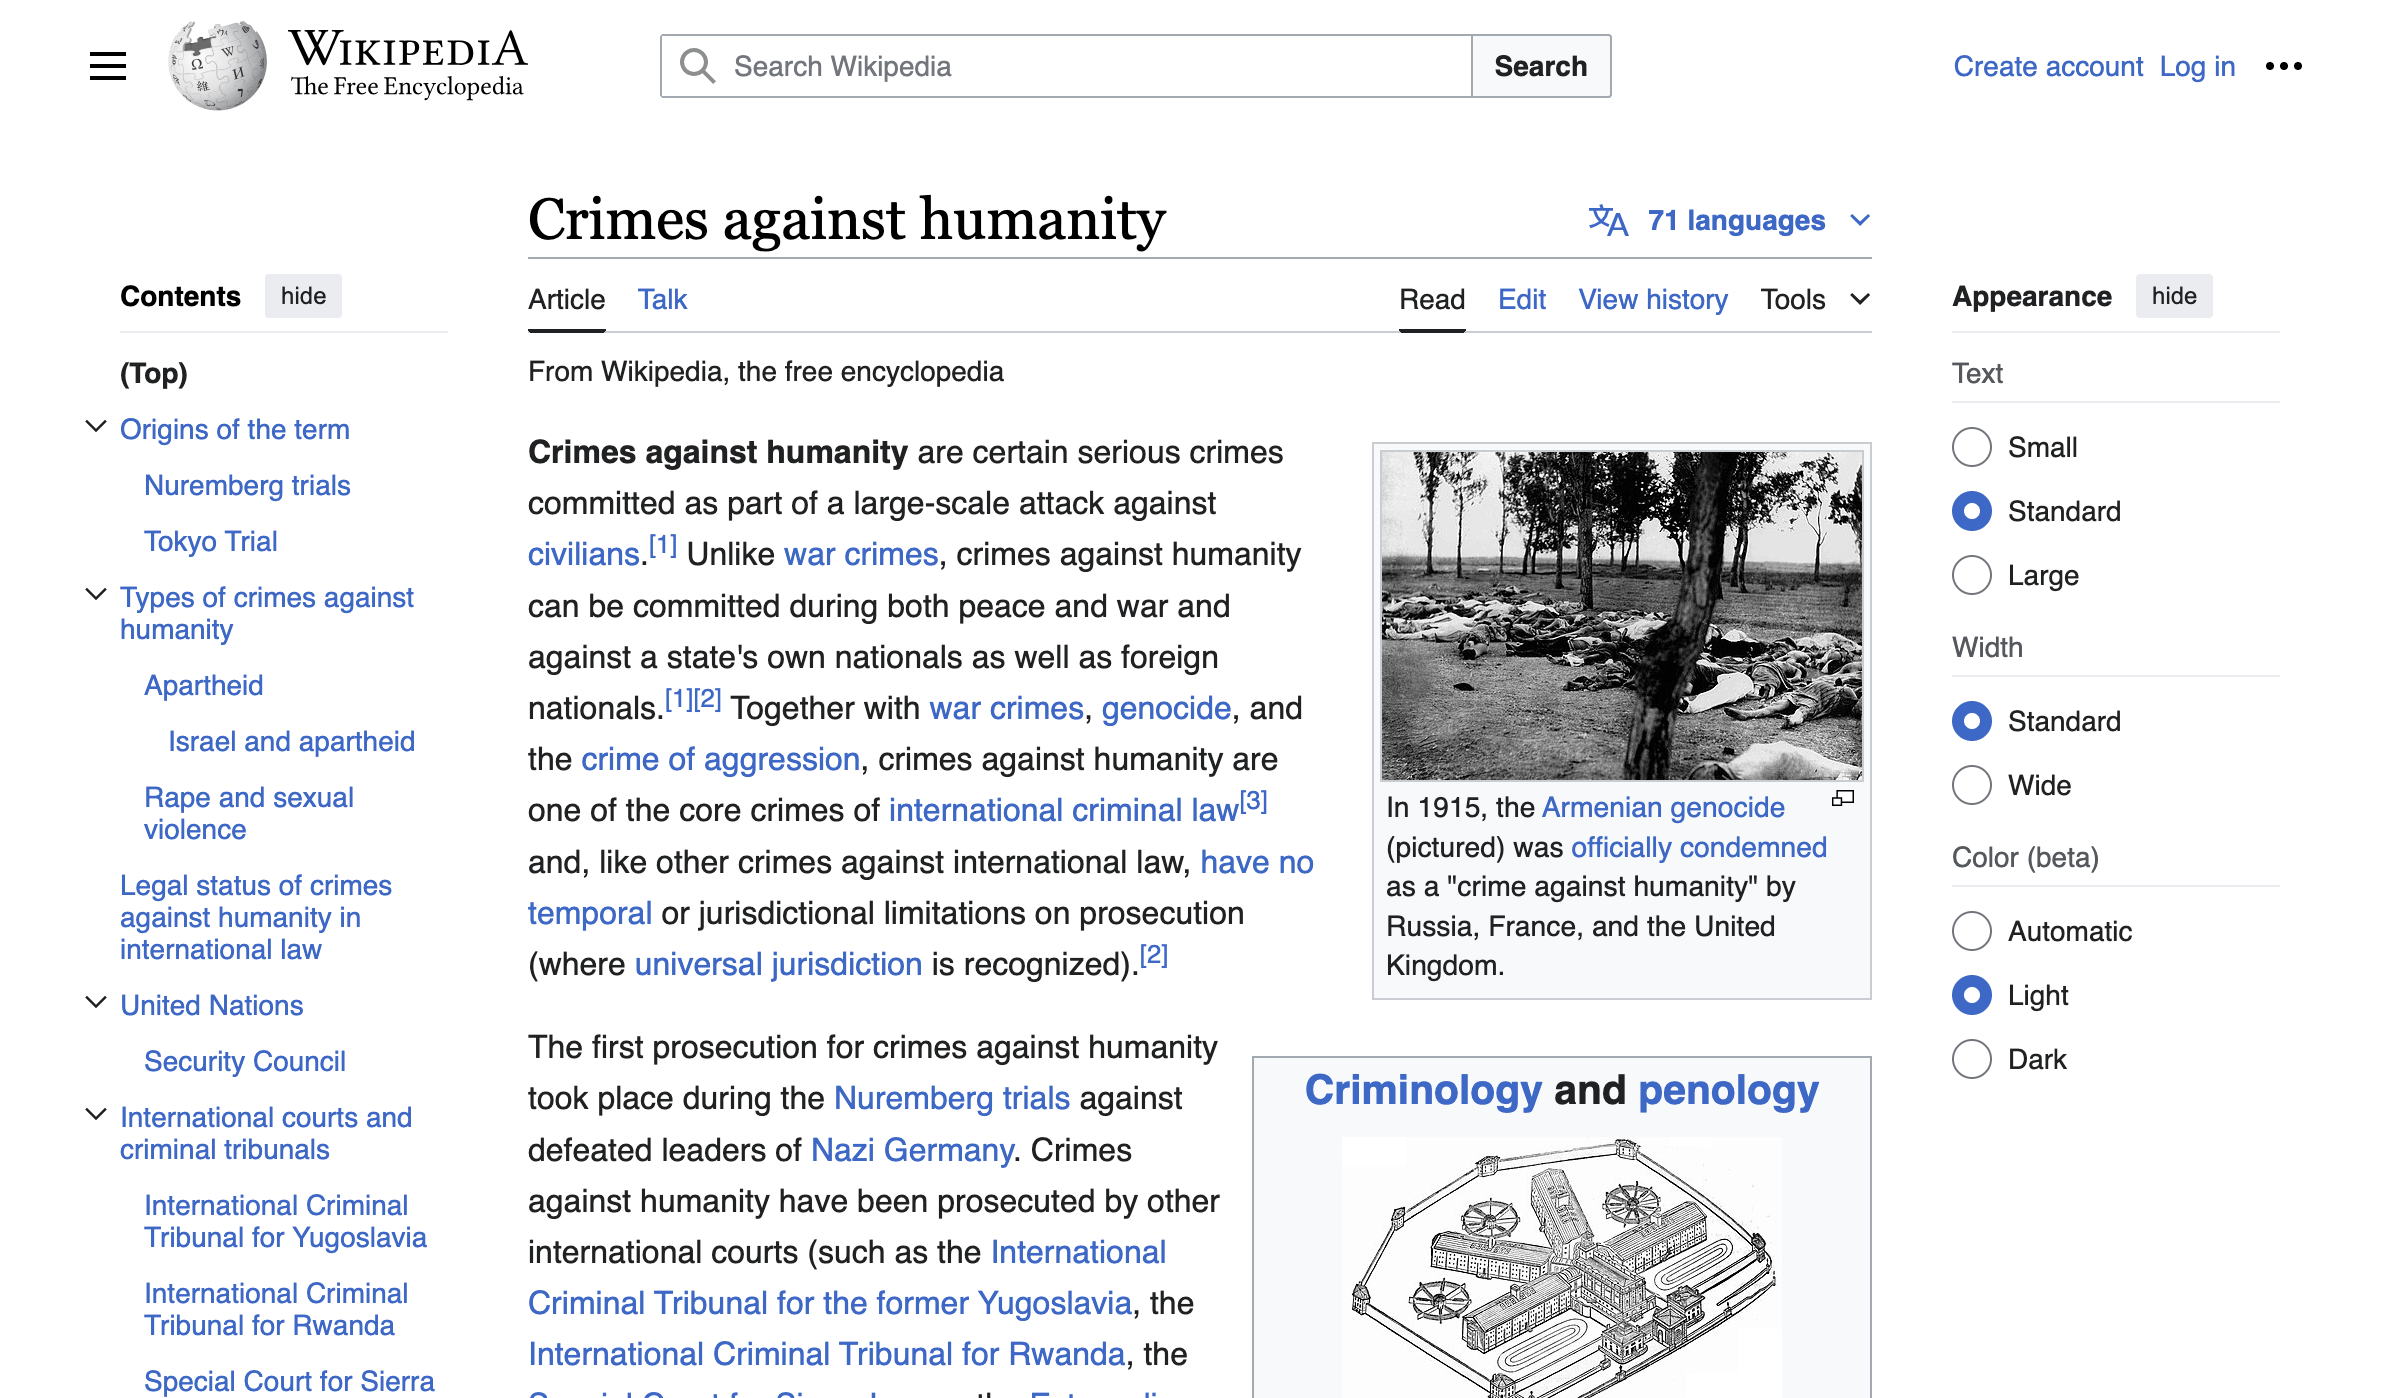 WIKIPEDIA
The Free Encyclopedia
Search Wikipedia
Search
Create account Log in
Contents hide
(Top)
Origins of the term
Nuremberg trials
Tokyo Trial
Types of crimes against
humanity
Apartheid
Israel and apartheid
Rape and sexual
violence
Legal status of crimes
against humanity in
international law
United Nations
Security Council
International courts and
criminal tribunals
International Criminal
Tribunal for Yugoslavia
International Criminal
Tribunal for Rwanda
Special Court for Sierra
Crimes against humanity
71 languages
Article Talk
Read Edit View history Tools
From Wikipedia, the free encyclopedia
Crimes against humanity are certain serious crimes
committed as part of a large-scale attack against
civilians.[1] Unlike war crimes, crimes against humanity
can be committed during both peace and war and
against a state's own nationals as well as foreign
nationals.[1][2] Together with war crimes, genocide, and
the crime of aggression, crimes against humanity are
one of the core crimes of international criminal law[3]
and, like other crimes against international law, have no
temporal or jurisdictional limitations on prosecution
(where universal jurisdiction is recognized).[2]
The first prosecution for crimes against humanity
took place during the Nuremberg trials against
defeated leaders of Nazi Germany. Crimes
against humanity have been prosecuted by other
international courts (such as the International
Criminal Tribunal for the former Yugoslavia, the
International Criminal Tribunal for Rwanda, the
In 1915, the Armenian genocide
(pictured) was officially condemned
as a "crime against humanity" by
Russia, France, and the United
Kingdom.
Criminology and penology
Appearance hide
Text
Small
Standard
Large
Width
Standard
Wide
Color (beta)
Automatic
Light
Dark